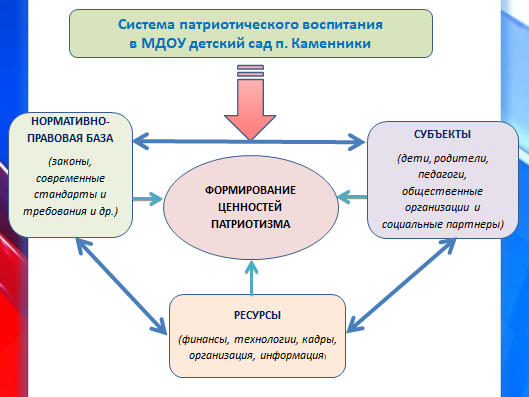 Система патриотического воспитания
в МДОУ детский сад п. Каменники
НОРМАТИВНО-
ПРАВОВАЯ БАЗА
(законы,
современные
стандарты и
требования и др.)
СУБЪЕКТЫ
(дети, родители,
педагоги,
общественные
организации и
социальные партнеры)
ФОРМИРОВАНИЕ
ЦЕННОСТЕЙ
ПАТРИОТИЗМА
РЕСУРСЫ
(финансы, технологии, кадры,
организация, информация)